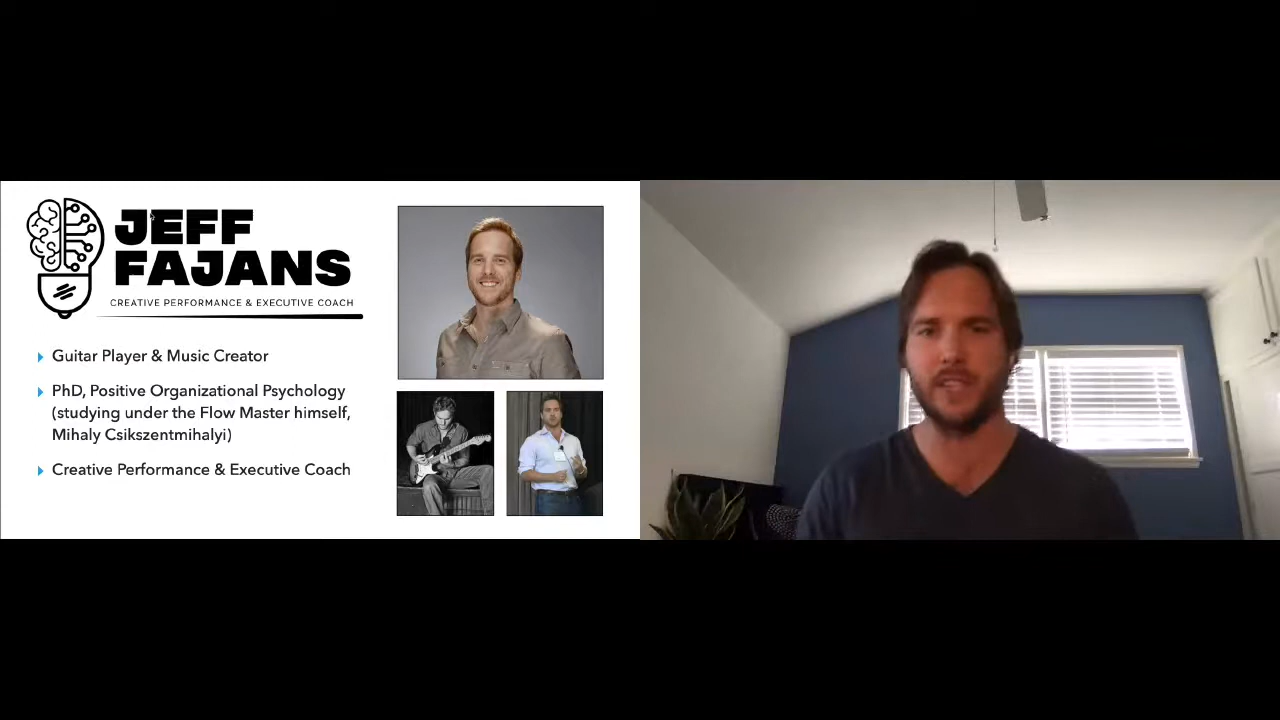 JEFF
FAJANS
CREATIVE PERFORMANCE & EXECUTIVE COACH
Guitar Player & Music Creator
PhD, Positive Organizational Psychology
(studying under the Flow Master himself,
Mihaly Csikszentmihalyi)
Creative Performance & Executive Coach